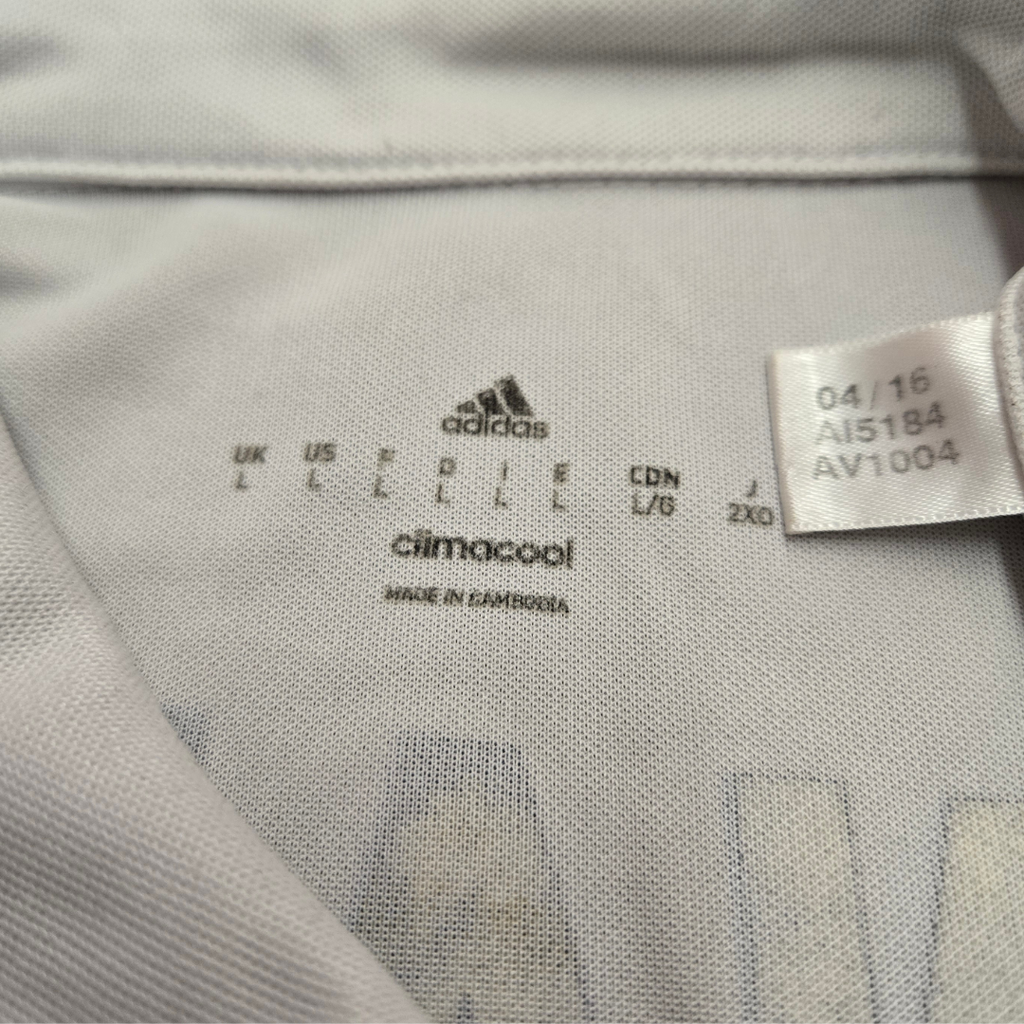 adidas
UK US F D I E CDN J
L L L L L L L/G 2XO
climacool
MADE IN CAMBODIA
04/16
AI5184
AV1004